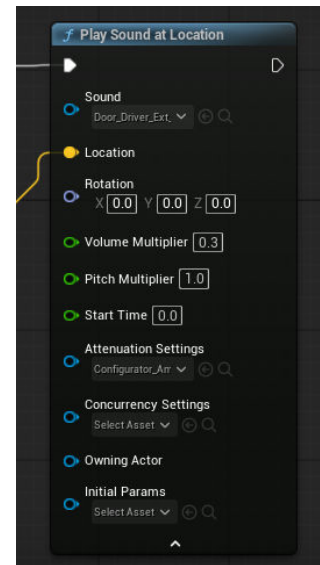 f Play Sound at Location
Sound
Door_Driver_Ext_
Location
Rotation
X 0.0 Y 0.0 Z 0.0
Volume Multiplier 0.3
Pitch Multiplier 1.0
Start Time 0.0
Attenuation Settings
Configurator_Arr
Concurrency Settings
Select Asset
Owning Actor
Initial Params
Select Asset